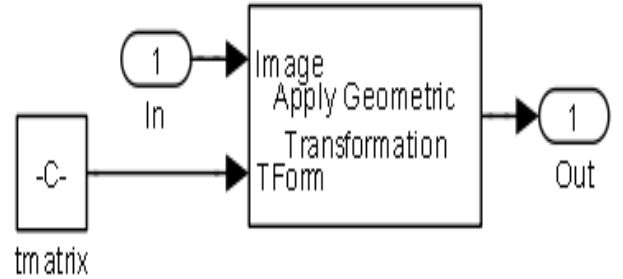 1
In
Image
Apply Geometric
Transformation
TForm
-C-
tmatrix
1
Out